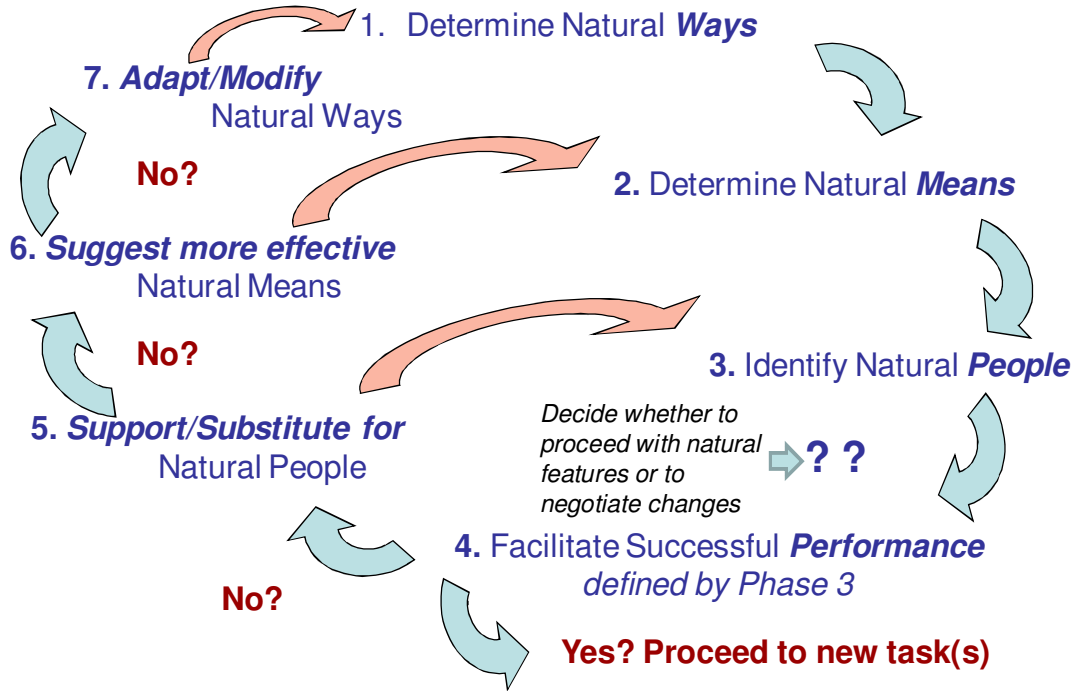 1. Determine Natural Ways
7. Adapt/Modify
Natural Ways
No?
2. Determine Natural Means
6. Suggest more effective
Natural Means
No?
3. Identify Natural People
5. Support/Substitute for
Natural People
Decide whether to
proceed with natural
features or to
negotiate changes
? ?
4. Facilitate Successful Performance
defined by Phase 3
No?
Yes? Proceed to new task(s)